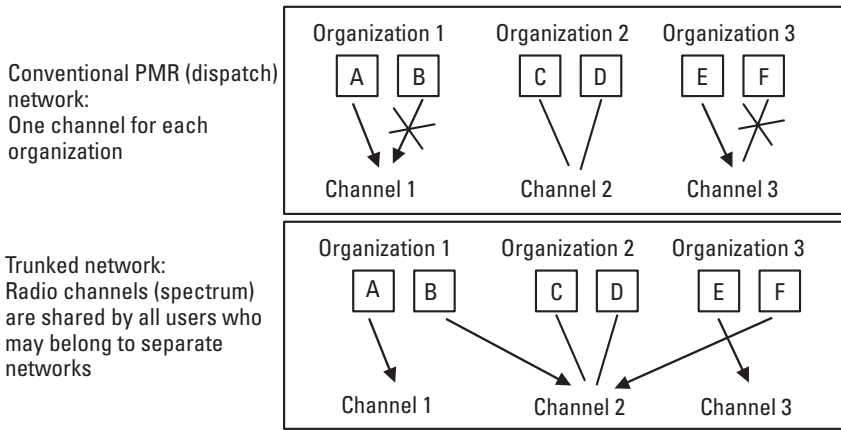 Conventional PMR (dispatch)
network:
One channel for each
organization
Organization 1 Organization 2 Organization 3
A B C D E F
Channel 1 Channel 2 Channel 3
Trunked network:
Radio channels (spectrum)
are shared by all users who
may belong to separate
networks
Organization 1 Organization 2 Organization 3
A B C D E F
Channel 1 Channel 2 Channel 3